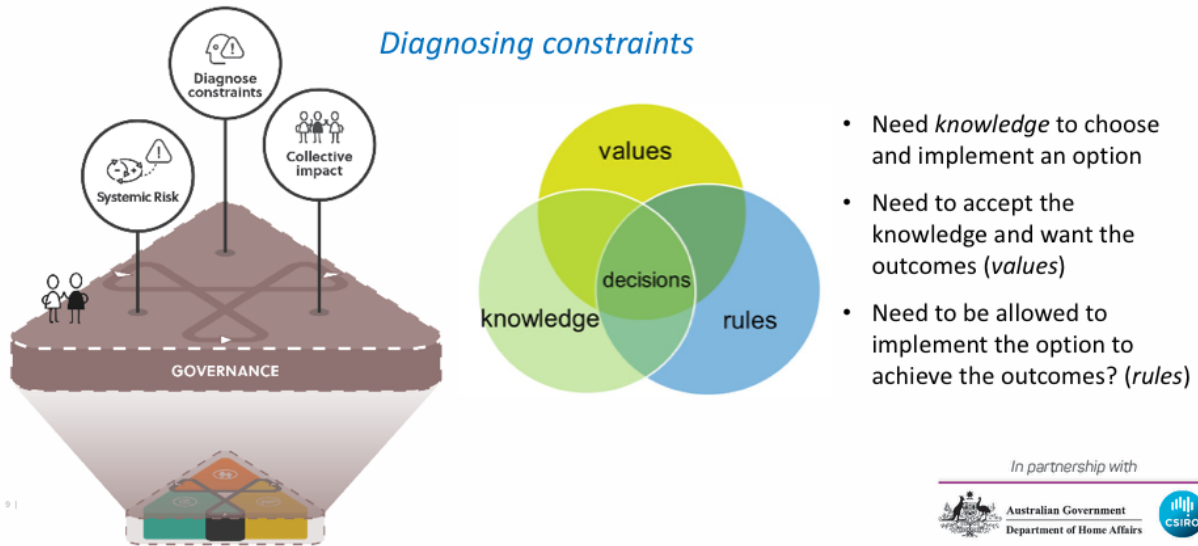 Diagnosing constraints
Diagnose
constraints
Collective
impact
Systemic Risk
GOVERNANCE
values
decisions
knowledge
rules
• Need knowledge to choose
and implement an option
• Need to accept the
knowledge and want the
outcomes (values)
• Need to be allowed to
implement the option to
achieve the outcomes? (rules)
In partnership with
Australian Government
Department of Home Affairs
CSIRO
9 |